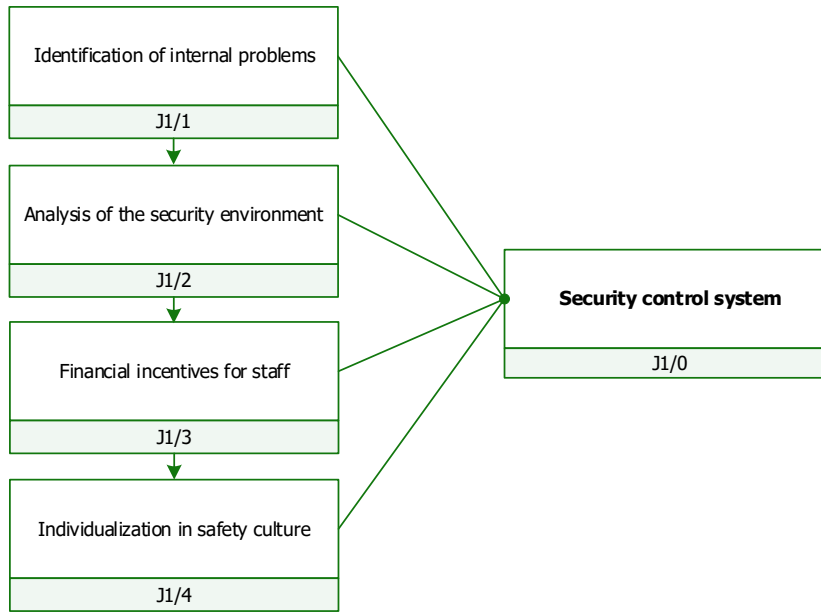 Identification of internal problems
J1/1
Analysis of the security environment
J1/2
Financial incentives for staff
J1/3
Individualization in safety culture
J1/4
Security control system
J1/0